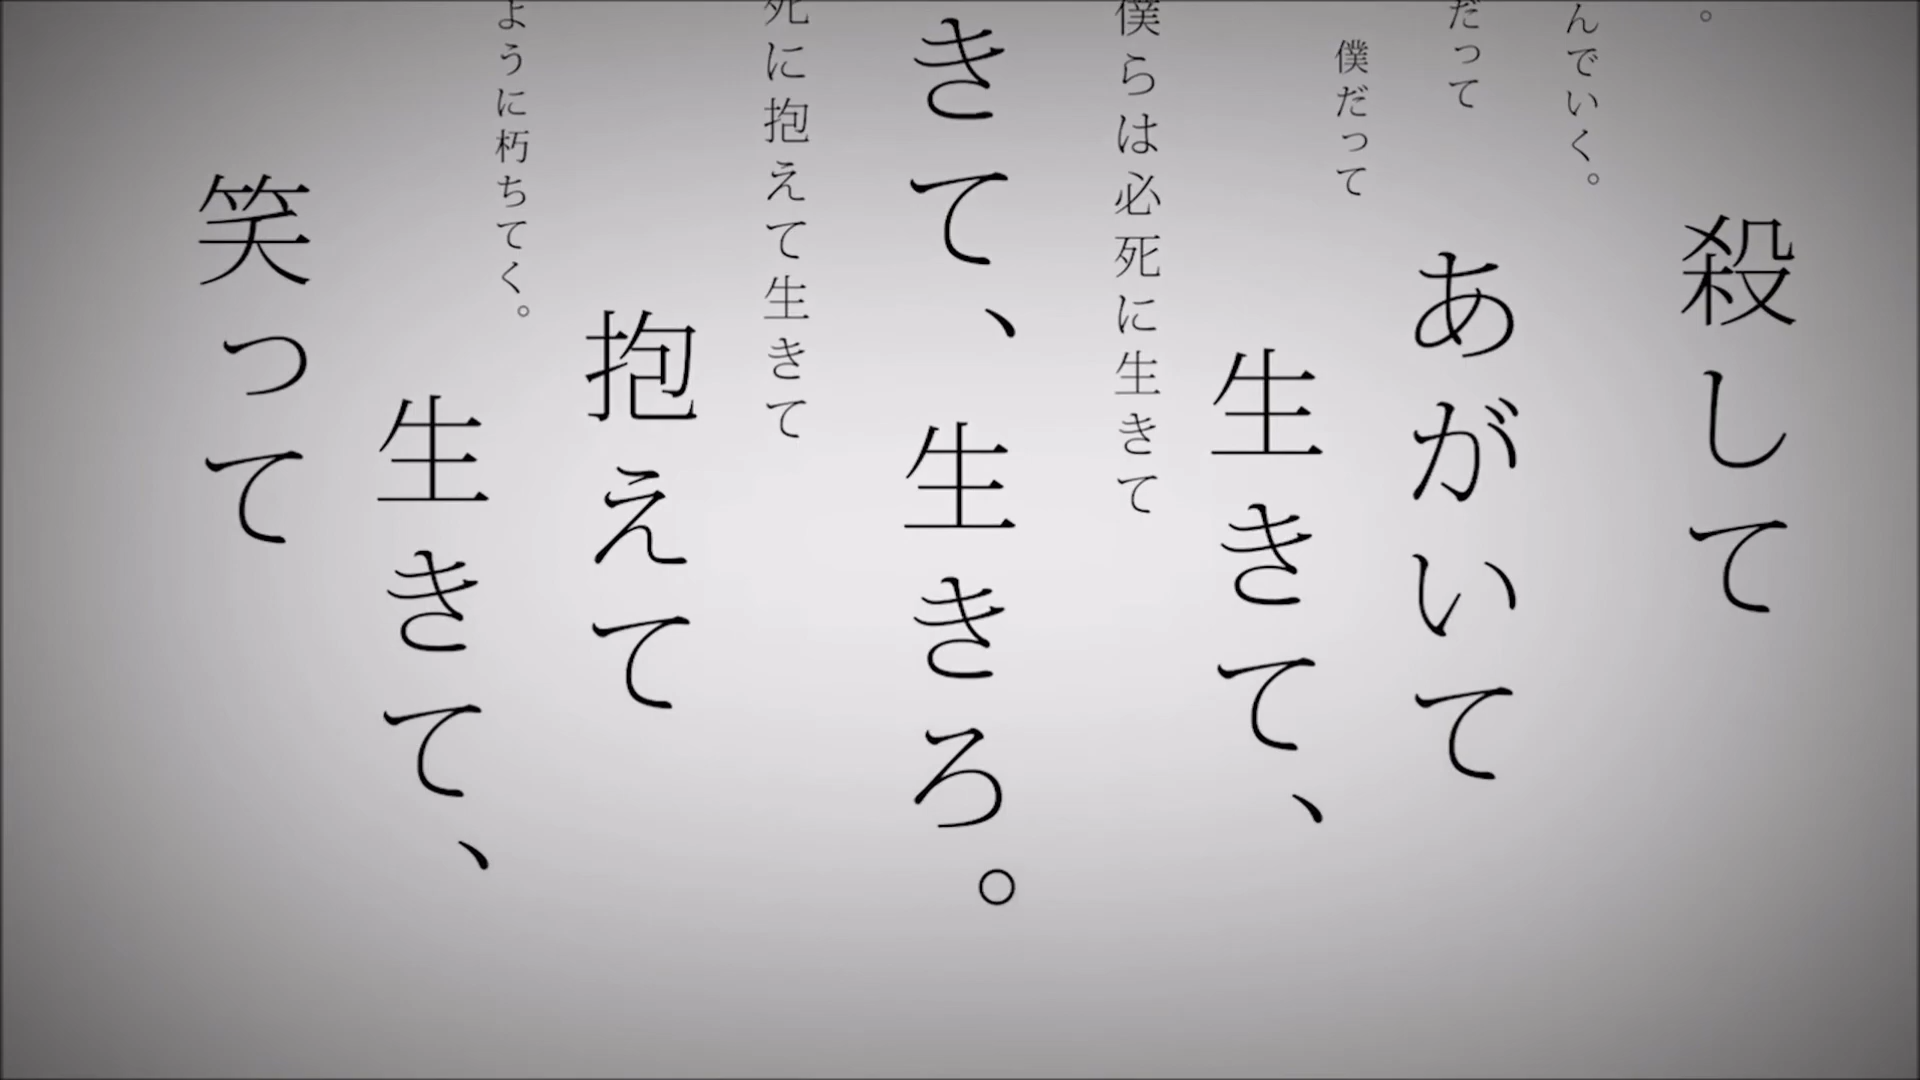 。
殺して
んでいく。
だって
あがいて
僕だって
生きて、
僕らは必死に生きて
きて、生きろ。
死に抱えて生きて
抱えて
ように朽ちてく。
生きて、
笑って